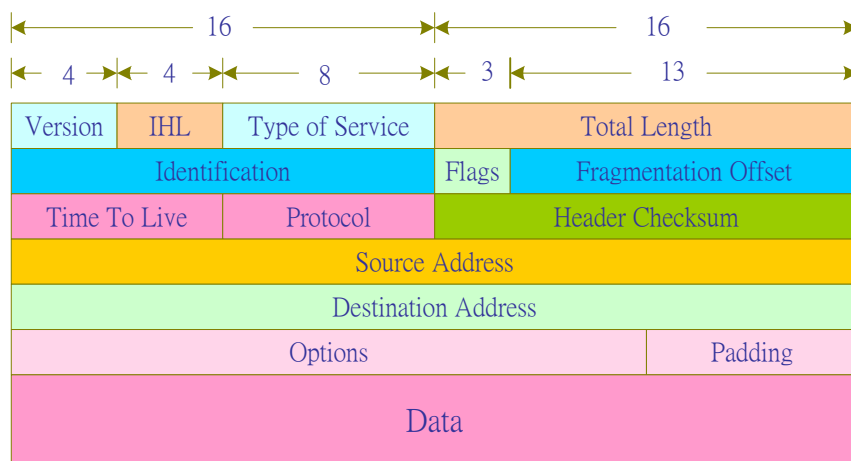 16 16
4 4 8 3 13
Version IHL Type of Service Total Length
Identification Flags Fragmentation Offset
Time To Live Protocol Header Checksum
Source Address
Destination Address
Options Padding
Data